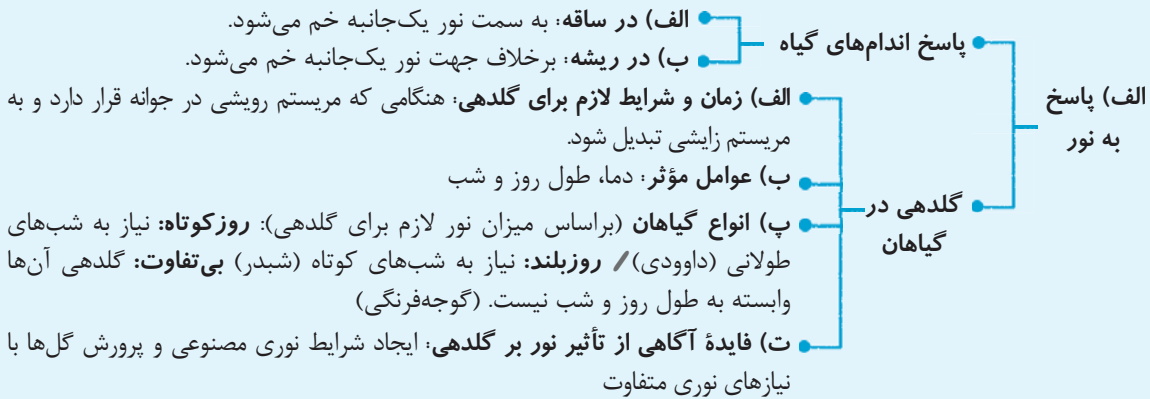 الف) پاسخ
به نور
پاسخ اندام‌های گیاه
الف) در ساقه: به سمت نور یک‌جانبه خم می‌شود.
ب) در ریشه: برخلاف جهت نور یک‌جانبه خم می‌شود.
گلدهی در
گیاهان
الف) زمان و شرایط لازم برای گلدهی: هنگامی که مریستم رویشی در جوانه قرار دارد و به
مریستم زایشی تبدیل شود.
ب) عوامل مؤثر: دما، طول روز و شب
پ) انواع گیاهان (براساس میزان نور لازم برای گلدهی): روزکوتاه: نیاز به شب‌های
طولانی (داوودی) / روزبلند: نیاز به شب‌های کوتاه (شبدر) بی‌تفاوت: گلدهی آن‌ها
وابسته به طول روز و شب نیست. (گوجه‌فرنگی)
ت) فایدهٔ آگاهی از تأثیر نور بر گلدهی: ایجاد شرایط نوری مصنوعی و پرورش گل‌ها با
نیازهای نوری متفاوت